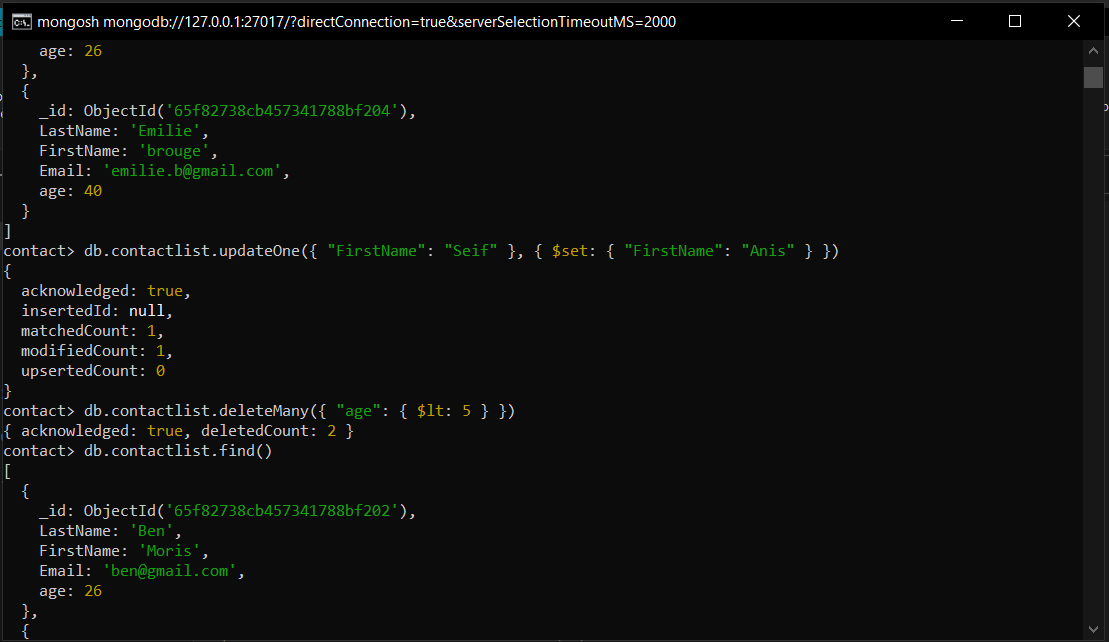 mongosh mongodb://127.0.0.1:27017/?directConnection=true&serverSelectionTimeoutMS=2000
    age: 26
  },
  {
    _id: ObjectId('65f82738cb457341788bf204'),
    LastName: 'Emilie',
    FirstName: 'brouge',
    Email: 'emilie.b@gmail.com',
    age: 40
  }
]
contact> db.contactlist.updateOne({ "FirstName": "Seif" }, { $set: { "FirstName": "Anis" } })
{
  acknowledged: true,
  insertedId: null,
  matchedCount: 1,
  modifiedCount: 1,
  upsertedCount: 0
}
contact> db.contactlist.deleteMany({ "age": { $lt: 5 } })
{ acknowledged: true, deletedCount: 2 }
contact> db.contactlist.find()
[
  {
    _id: ObjectId('65f82738cb457341788bf202'),
    LastName: 'Ben',
    FirstName: 'Moris',
    Email: 'ben@gmail.com',
    age: 26
  },
  {